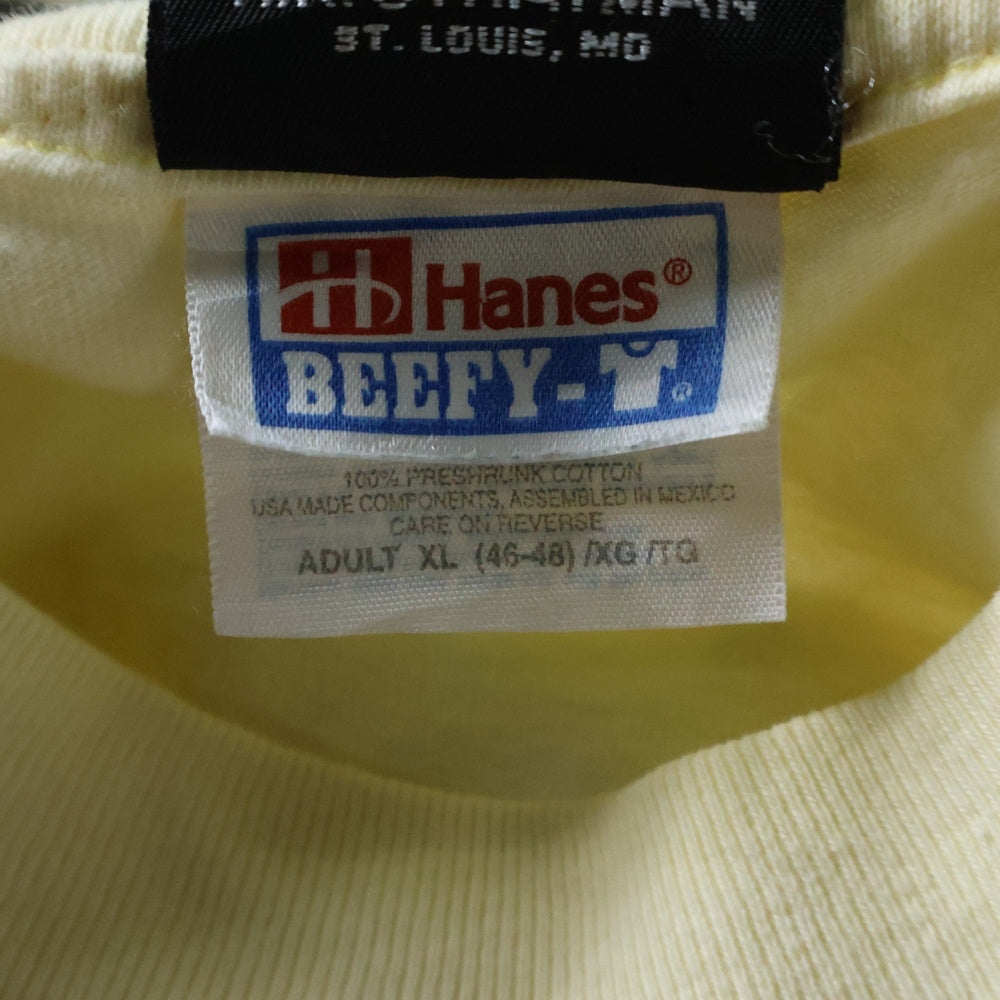 ST. LOUIS, MO
Hanes®
BEEFY-T®
100% PRESHRUNK COTTON
USA MADE COMPONENTS, ASSEMBLED IN MEXICO
CARE ON REVERSE
ADULT XL (46-48) /XG /TG